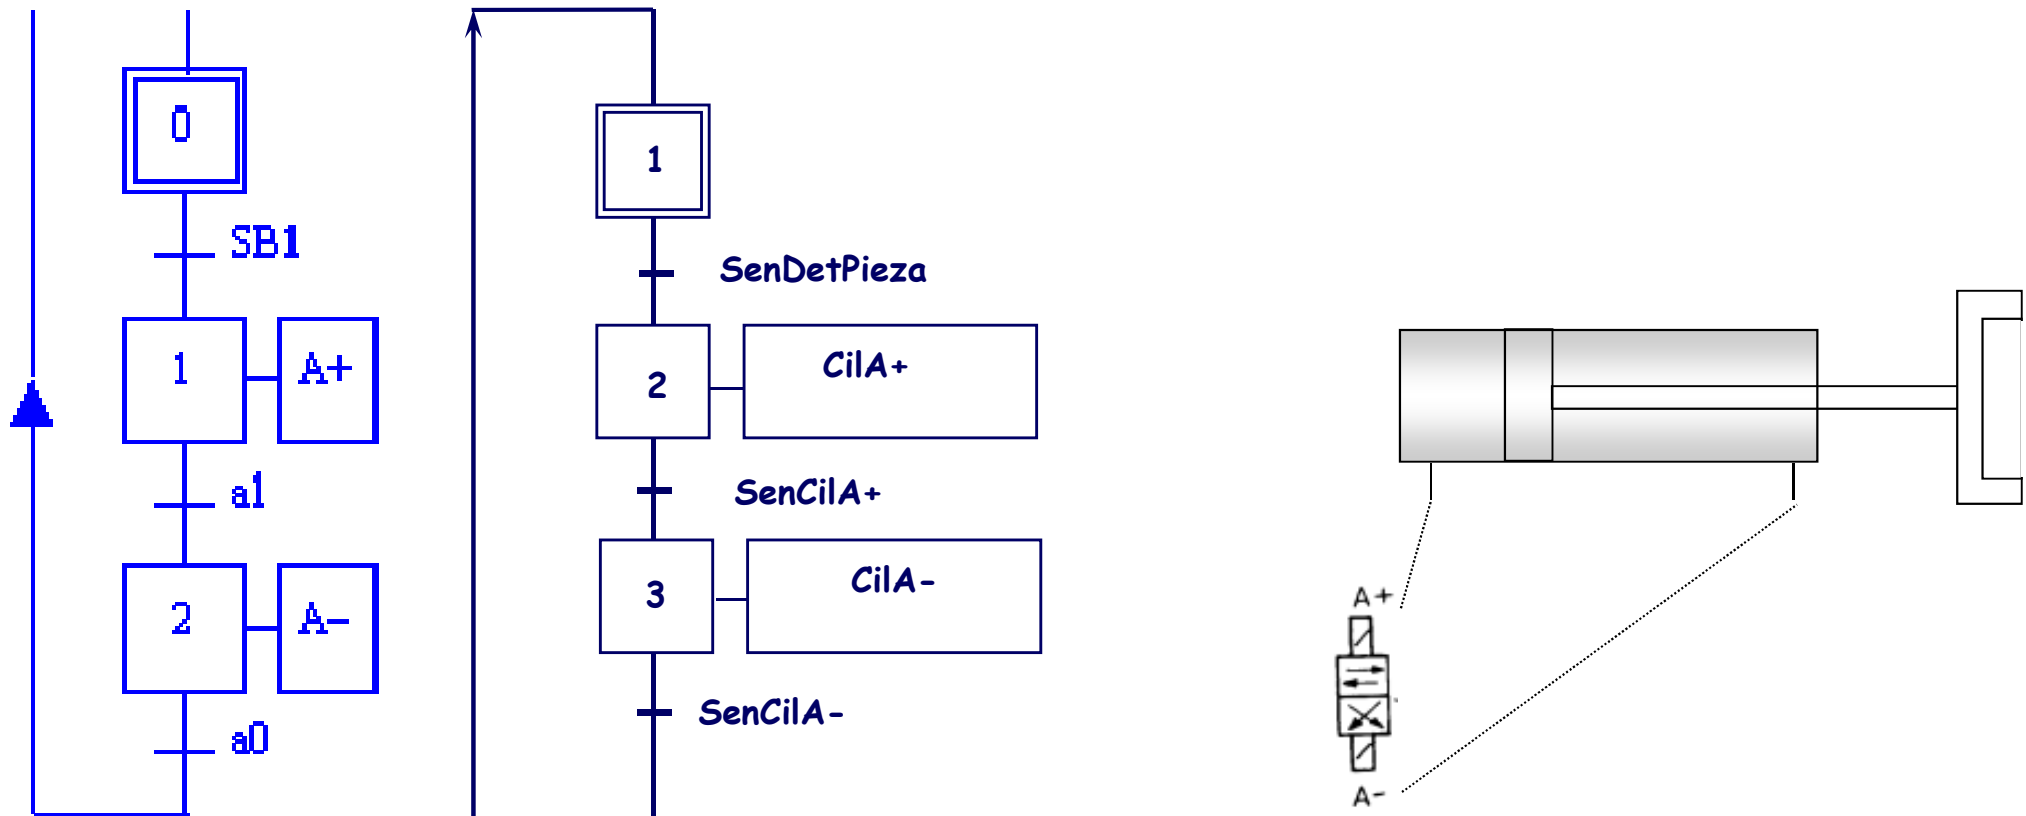 0
SB1
1
A+
a1
2
A-
a0
1
SenDetPieza
2
CilA+
SenCilA+
3
CilA-
SenCilA-
A+
A-